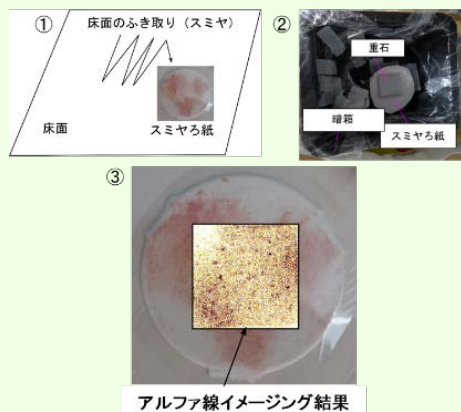 ①
床面のふき取り（スミヤ）
床面
スミヤろ紙
②
重石
暗箱
スミヤろ紙
③
アルファ線イメージング結果